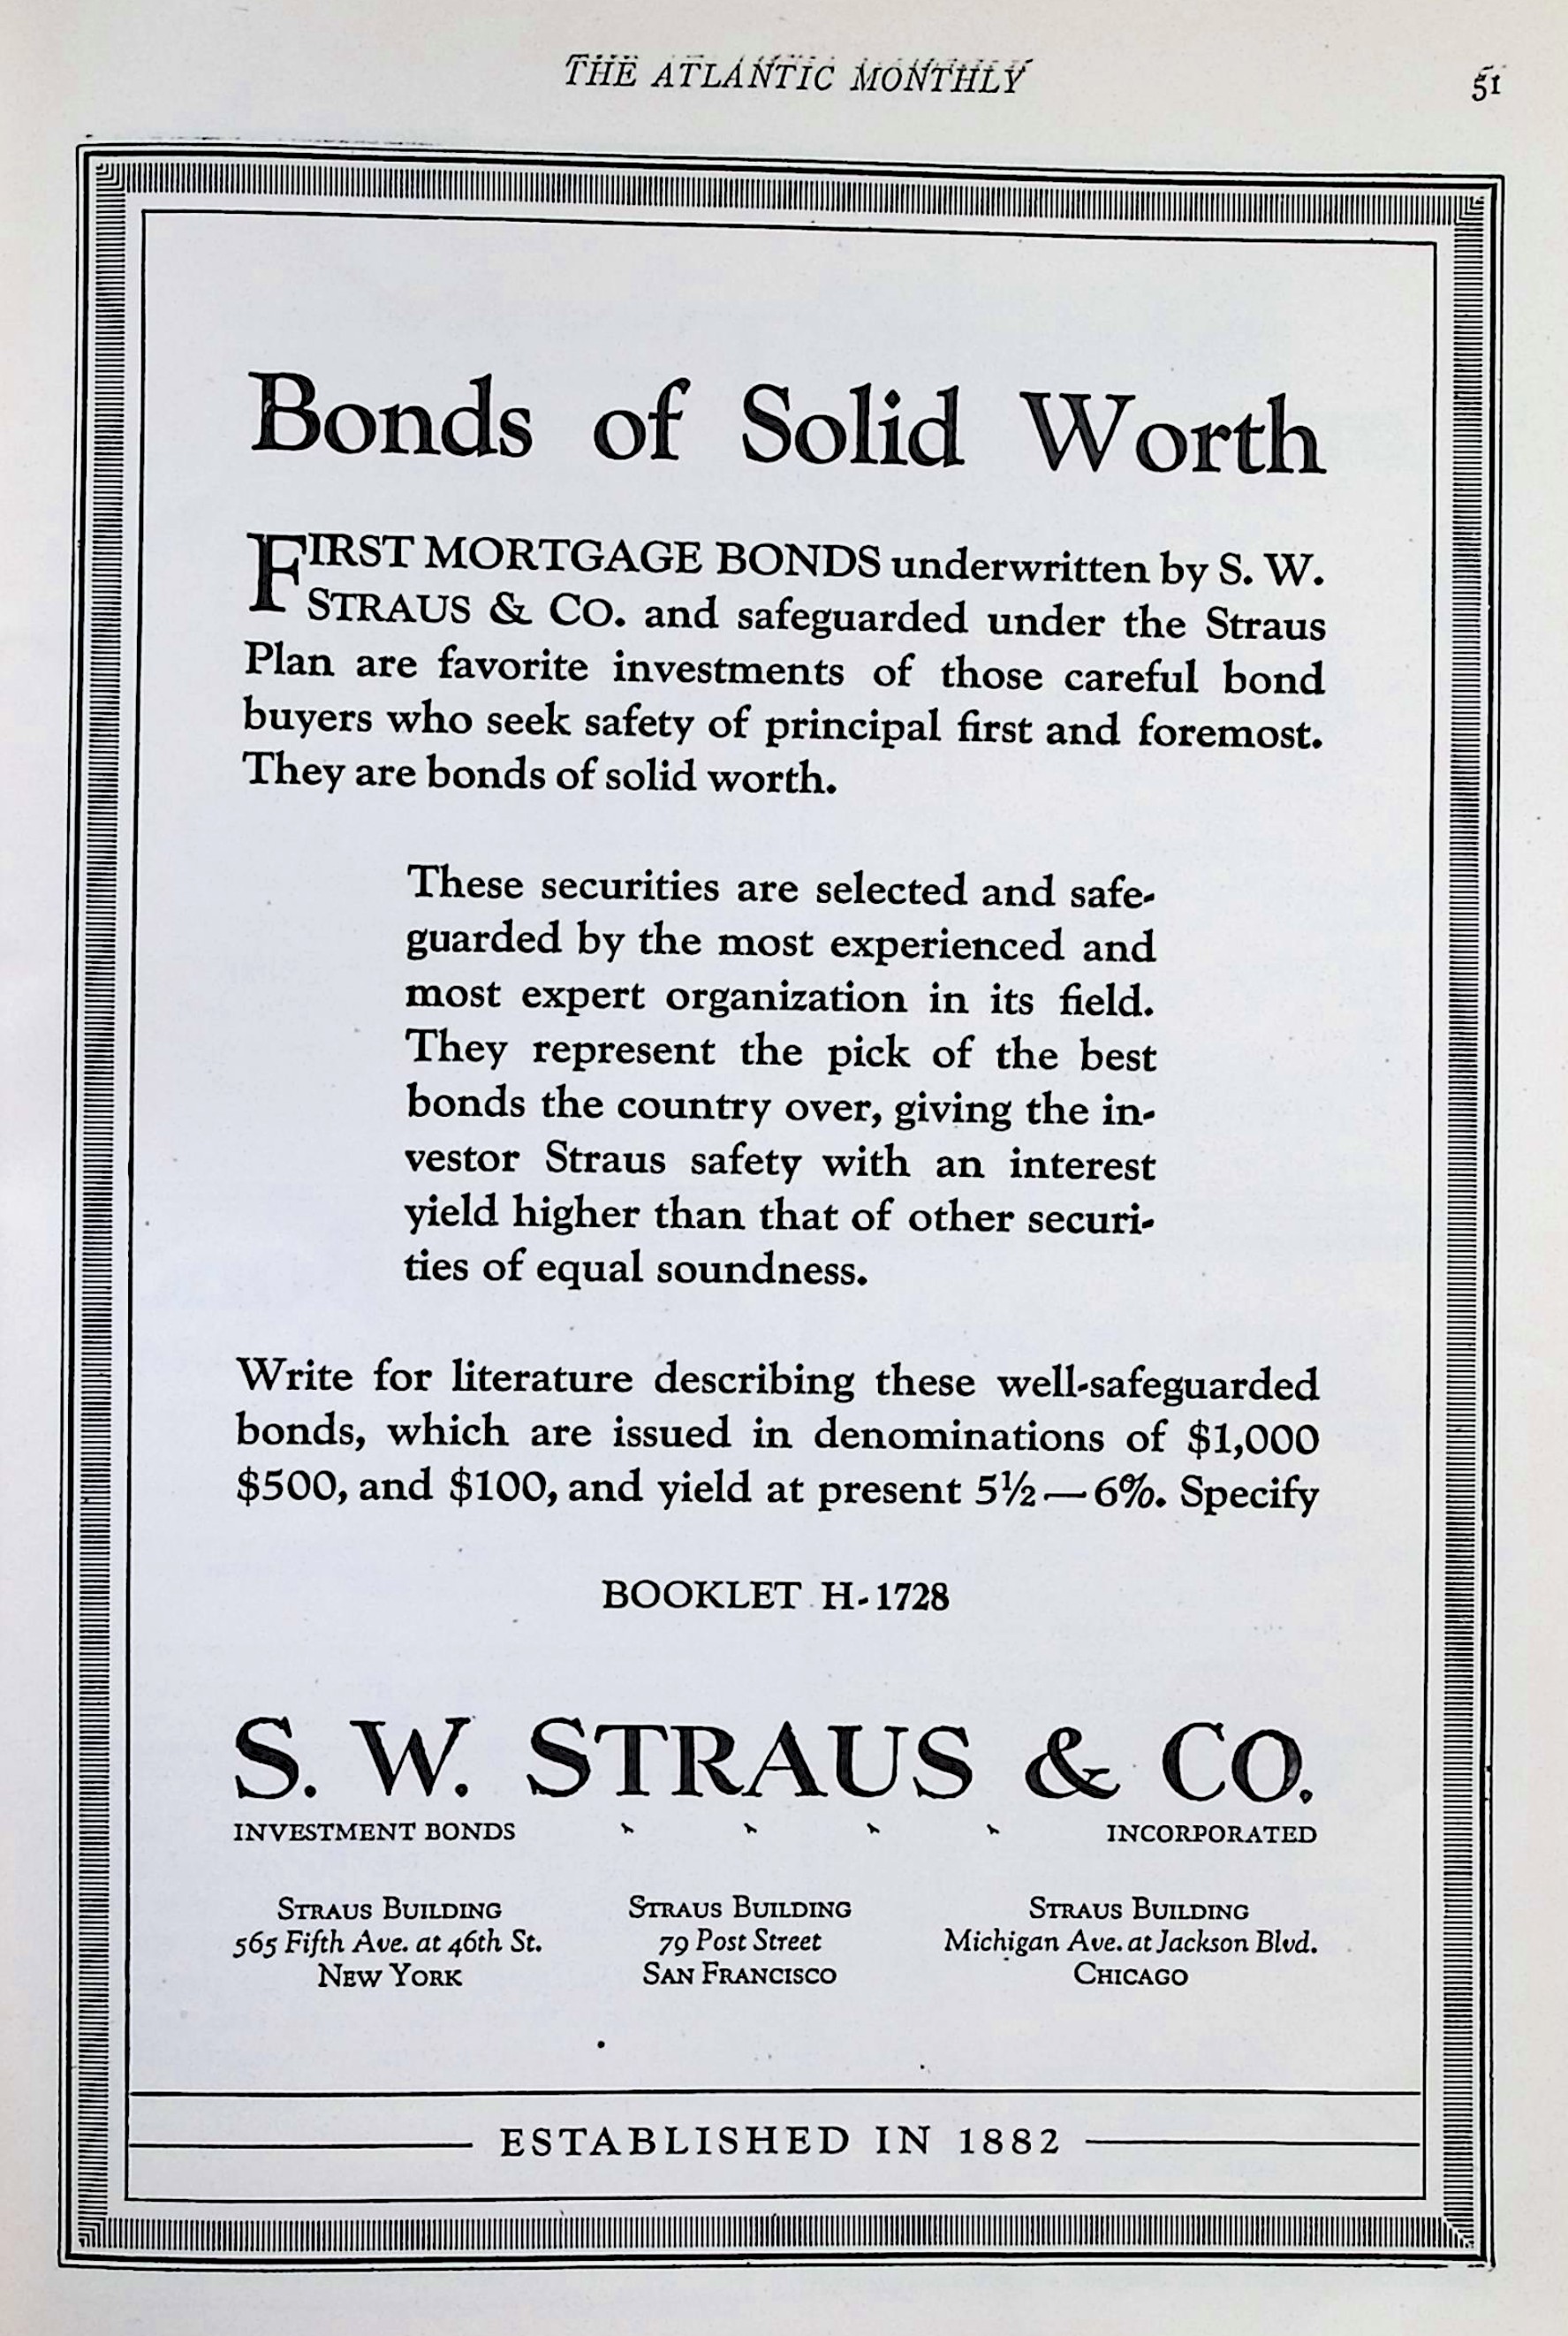 THE ATLANTIC MONTHLY 51
Bonds of Solid Worth
FIRST MORTGAGE BONDS underwritten by S. W.
STRAUS & CO. and safeguarded under the Straus
Plan are favorite investments of those careful bond
buyers who seek safety of principal first and foremost.
They are bonds of solid worth.
These securities are selected and safe-
guarded by the most experienced and
most expert organization in its field.
They represent the pick of the best
bonds the country over, giving the in-
vestor Straus safety with an interest
yield higher than that of other securi-
ties of equal soundness.
Write for literature describing these well-safeguarded
bonds, which are issued in denominations of $1,000
$500, and $100, and yield at present 5½—6%. Specify
BOOKLET H-1728
S. W. STRAUS & CO.
INVESTMENT BONDS INCORPORATED
STRAUS BUILDING
565 Fifth Ave. at 46th St.
NEW YORK
STRAUS BUILDING
79 Post Street
SAN FRANCISCO
STRAUS BUILDING
Michigan Ave. at Jackson Blvd.
CHICAGO
ESTABLISHED IN 1882